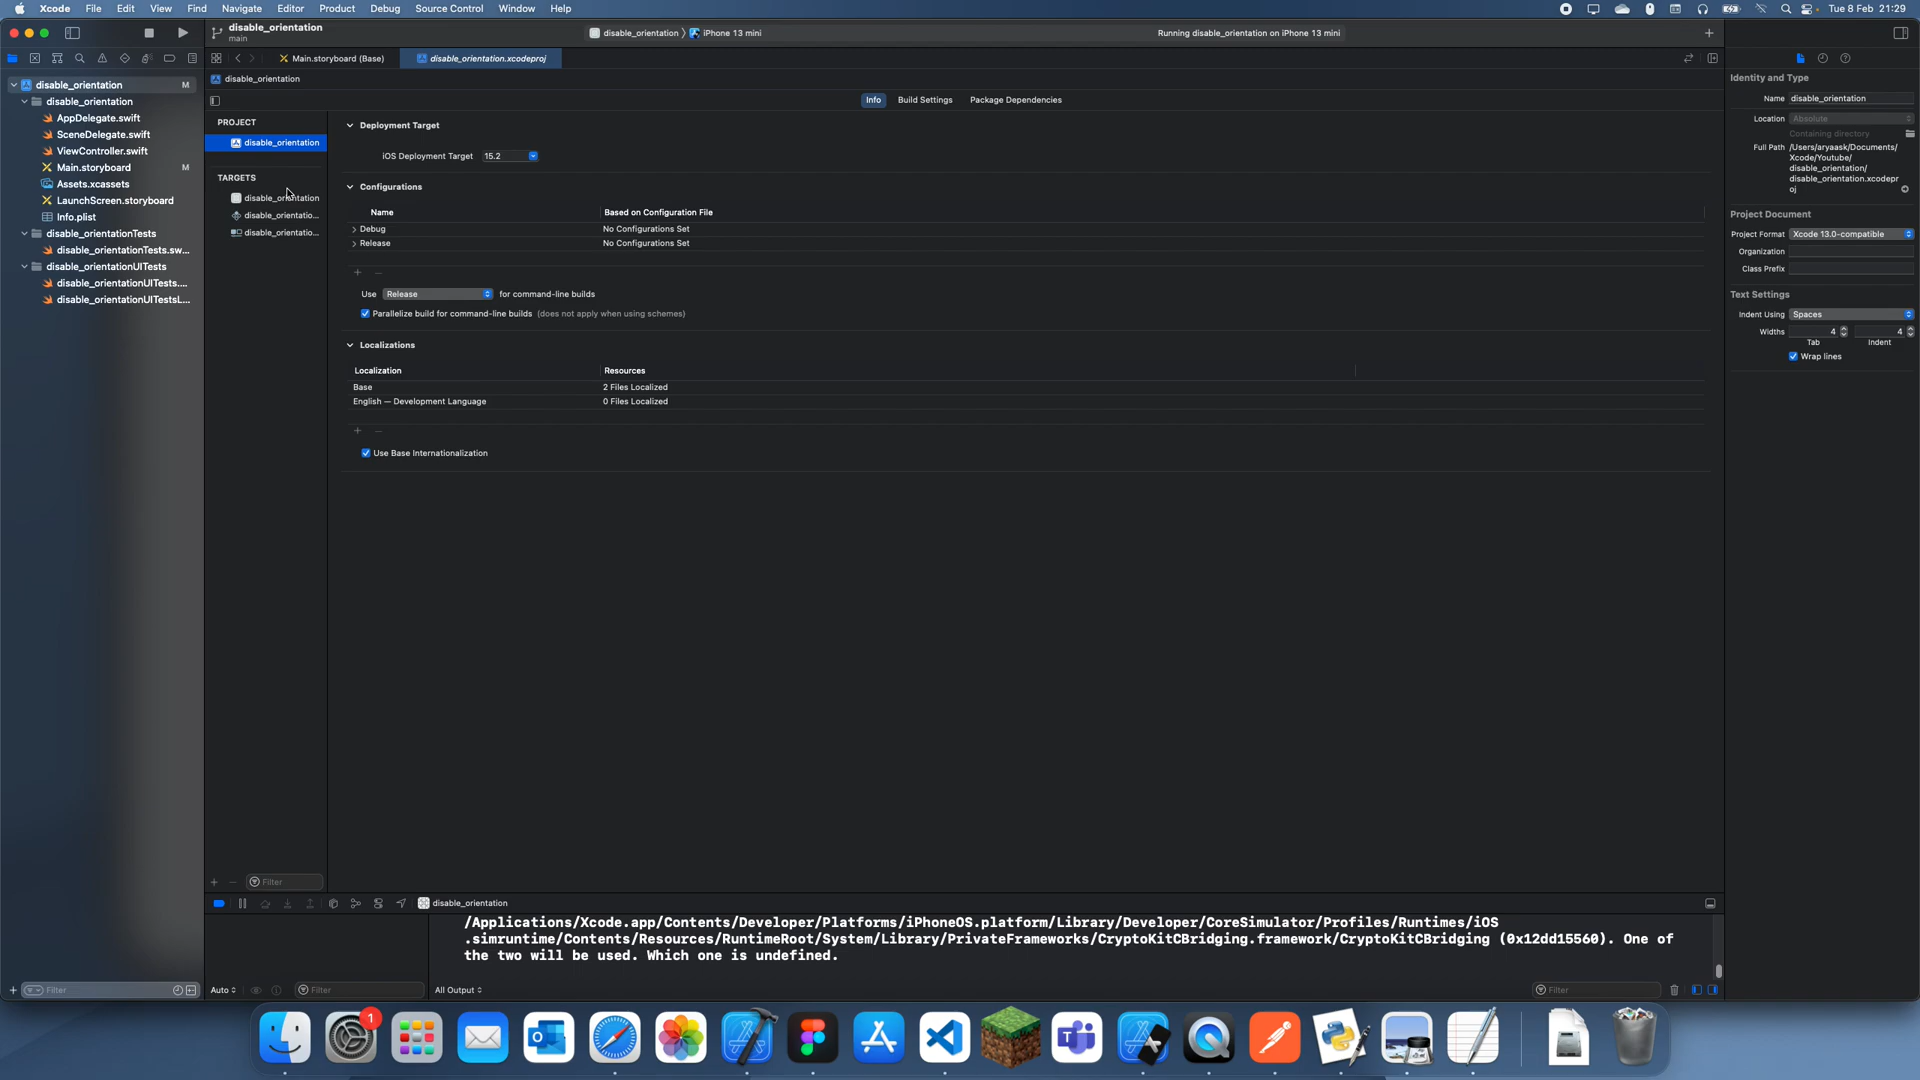 Xcode File Edit View Find Navigate Editor Product Debug Source Control Window Help Tue 8 Feb 21:29
disable_orientation
main
disable_orientation iPhone 13 mini
Running disable_orientation on iPhone 13 mini
Main.storyboard (Base) disable_orientation.xcodeproj
disable_orientation
disable_orientation M
disable_orientation
AppDelegate.swift
SceneDelegate.swift
ViewController.swift
Main.storyboard M
Assets.xcassets
LaunchScreen.storyboard
Info.plist
disable_orientationTests
disable_orientationTests.sw...
disable_orientationUITests
disable_orientationUITests....
disable_orientationUITestsL...
Filter
Info Build Settings Package Dependencies
PROJECT
disable_orientation
TARGETS
disable_orientation
disable_orientatio...
disable_orientatio...
Filter
Deployment Target
iOS Deployment Target 15.2
Configurations
Name Based on Configuration File
Debug No Configurations Set
Release No Configurations Set
Use Release for command-line builds
Parallelize build for command-line builds (does not apply when using schemes)
Localizations
Localization Resources
Base 2 Files Localized
English — Development Language 0 Files Localized
Use Base Internationalization
disable_orientation
/Applications/Xcode.app/Contents/Developer/Platforms/iPhoneOS.platform/Library/Developer/CoreSimulator/Profiles/Runtimes/iOS
.simruntime/Contents/Resources/RuntimeRoot/System/Library/PrivateFrameworks/CryptoKitCBridging.framework/CryptoKitCBridging (0x12dd15560). One of
the two will be used. Which one is undefined.
Auto Filter All Output Filter
Identity and Type
Name disable_orientation
Location Absolute
Containing directory
Full Path /Users/aryaask/Documents/
Xcode/Youtube/
disable_orientation/
disable_orientation.xcodepr
oj
Project Document
Project Format Xcode 13.0-compatible
Organization
Class Prefix
Text Settings
Indent Using Spaces
Widths 4 4
Tab Indent
Wrap lines
1